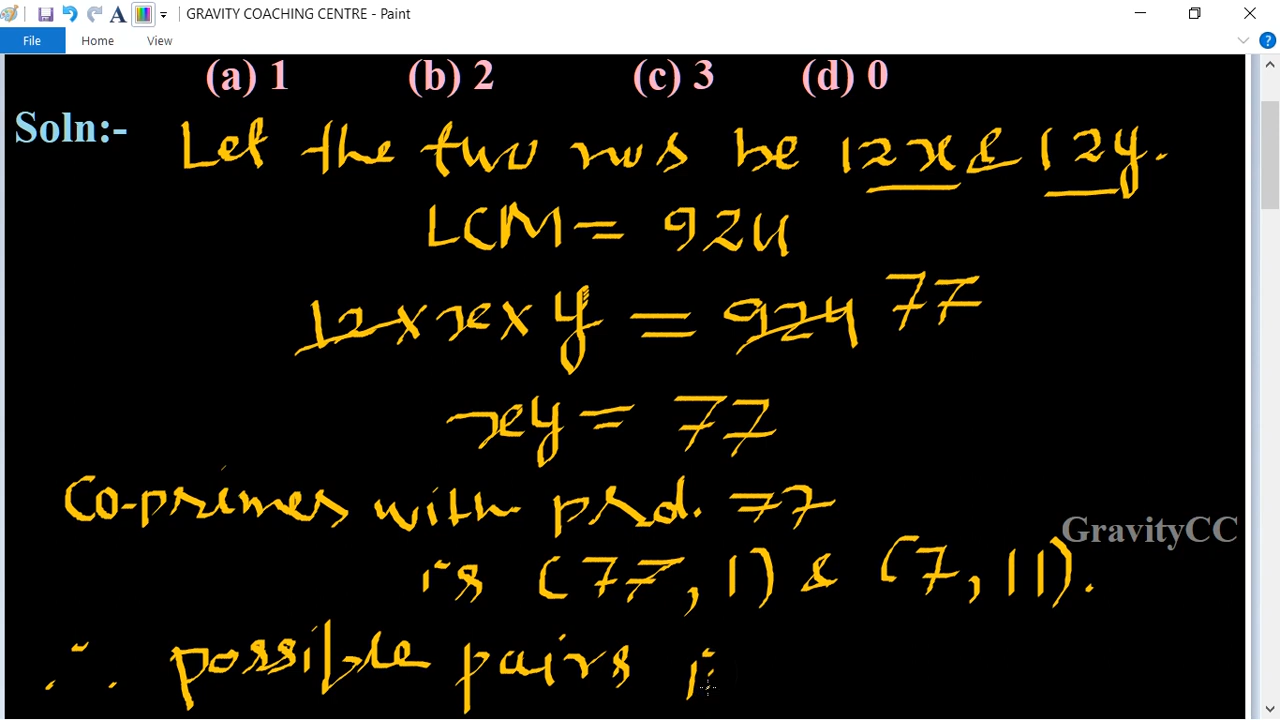 GRAVITY COACHING CENTRE - Paint
File Home View
(a) 1 (b) 2 (c) 3 (d) 0
Soln:- Let the two nos be 12x & 12y.
LCM = 924
12 × x × y = 924 77
xy = 77
Co-primes with prd. 77
GravityCC
is (77, 1) & (7, 11).
∴ possible pairs